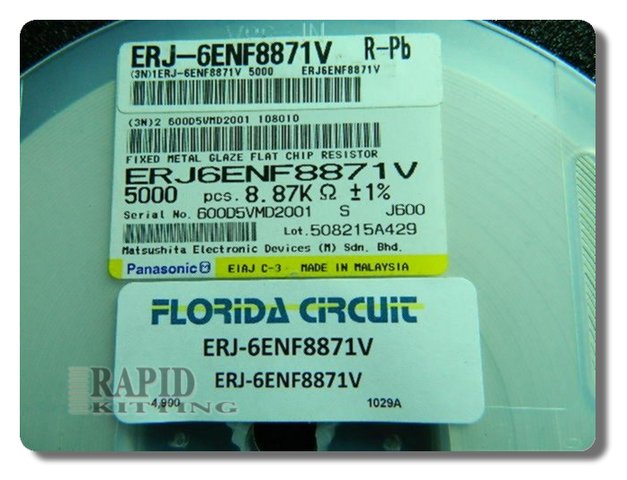 ERJ-6ENF8871V R-Pb
(3N)1ERJ-6ENF8871V 5000 ERJ6ENF8871V
(3N)2 600D5VMD2001 108010
FIXED METAL GLAZE FLAT CHIP RESISTOR
ERJ6ENF8871V
5000 pcs. 8.87K Ω ±1%
Serial No. 600D5VMD2001 S J600
Lot. 508215A429
Matsushita Electronic Devices (M) Sdn. Bhd.
Panasonic EIAJ C-3 MADE IN MALAYSIA
FLORIDA CIRCUIT
ERJ-6ENF8871V
ERJ-6ENF8871V
RAPID
KITTING
4,900 1029A